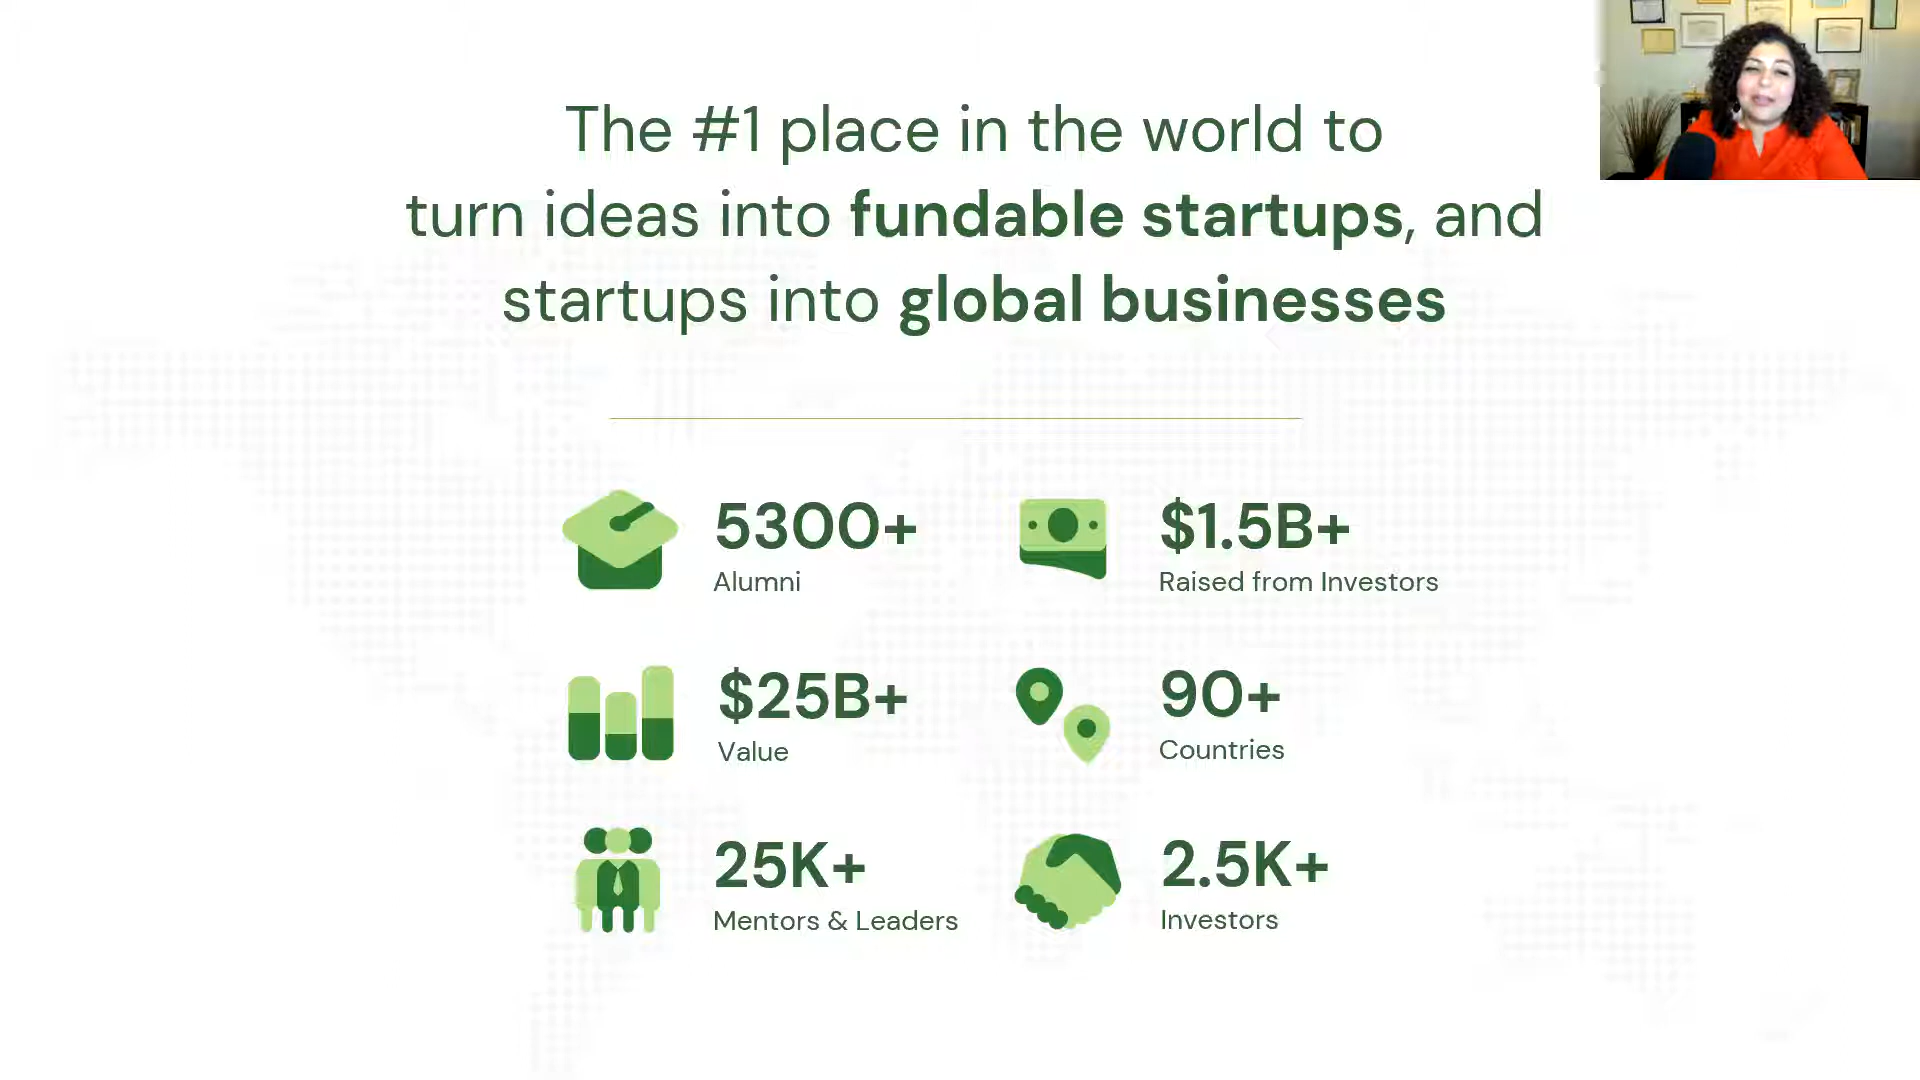 The #1 place in the world to
turn ideas into fundable startups, and
startups into global businesses
5300+
Alumni
$1.5B+
Raised from Investors
$25B+
Value
90+
Countries
25K+
Mentors & Leaders
2.5K+
Investors